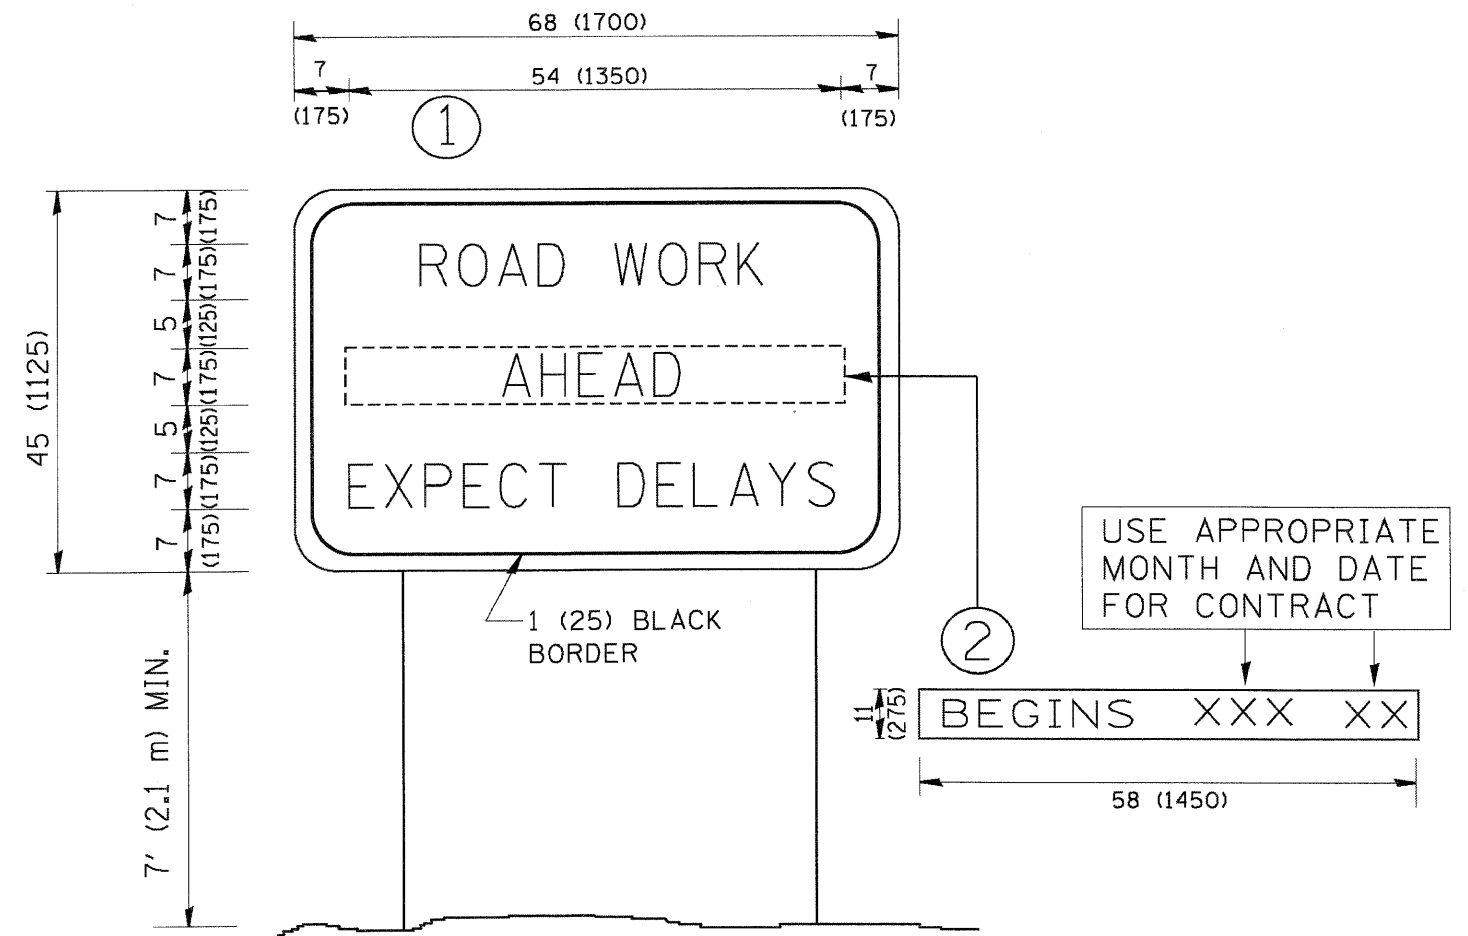 68 (1700)
7 54 (1350) 7
(175) (175)
1
45 (1125)
7 (175)
7 (175)
5 (125)
7 (175)
5 (125)
7 (175)
7 (175)
ROAD WORK
AHEAD
EXPECT DELAYS
1 (25) BLACK
BORDER
7' (2.1 m) MIN.
2
USE APPROPRIATE
MONTH AND DATE
FOR CONTRACT
11
(275)
BEGINS XXX XX
58 (1450)